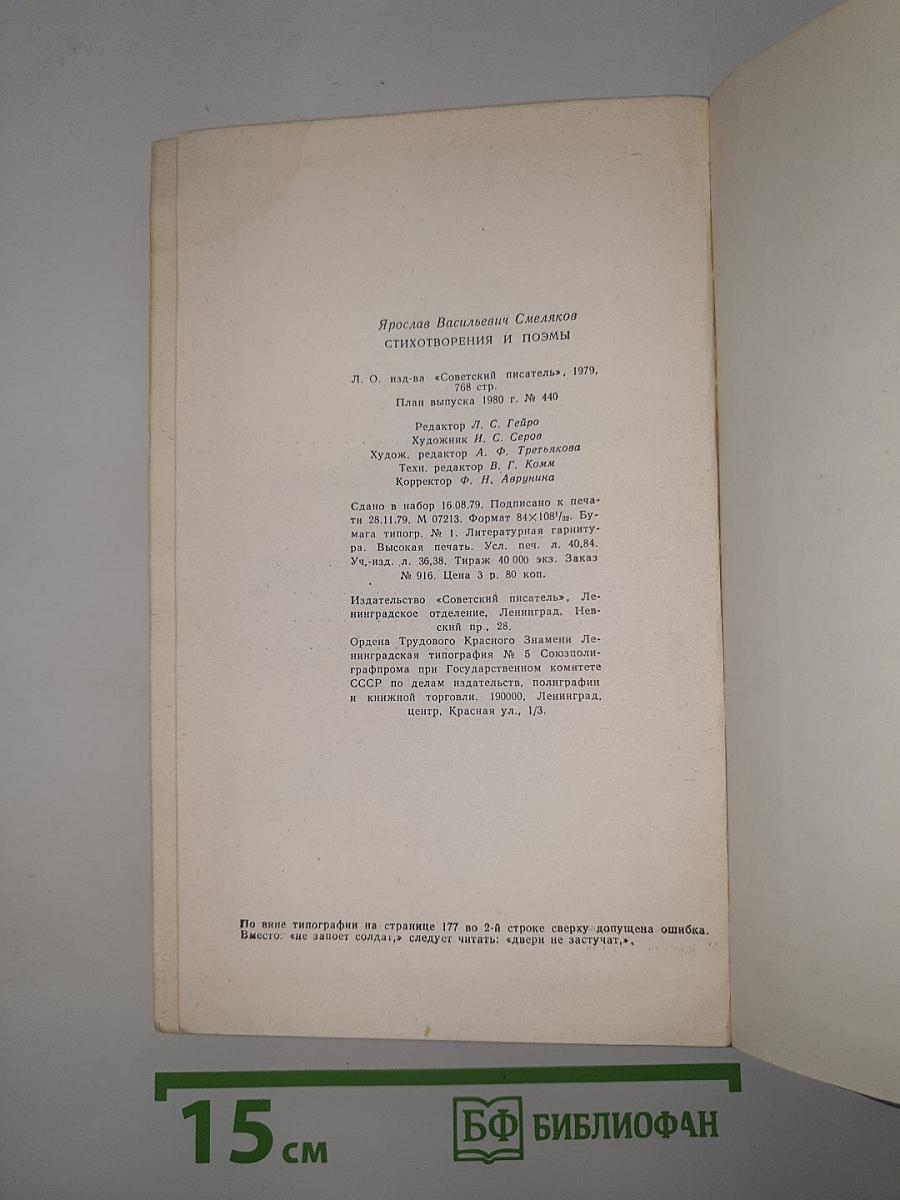 Ярослав Васильевич Смеляков
СТИХОТВОРЕНИЯ И ПОЭМЫ
Л. О. изд-ва «Советский писатель», 1979,
768 стр.
План выпуска 1980 г. № 440
Редактор Л. С. Гейро
Художник И. С. Серов
Худож. редактор А. Ф. Третьякова
Техн. редактор В. Г. Комм
Корректор Ф. Н. Аврунина
Сдано в набор 16.08.79. Подписано к печа-
ти 28.11.79. М 07213. Формат 84×108¹/₃₂. Бу-
мага типогр. № 1. Литературная гарниту-
ра. Высокая печать. Усл. печ. л. 40,84.
Уч.-изд. л. 36,38. Тираж 40 000 экз. Заказ
№ 916. Цена 3 р. 80 коп.
Издательство «Советский писатель», Ле-
нинградское отделение, Ленинград, Нев-
ский пр., 28.
Ордена Трудового Красного Знамени Ле-
нинградская типография № 5 Союзполи-
графпрома при Государственном комитете
СССР по делам издательств, полиграфии
и книжной торговли. 190000, Ленинград,
центр, Красная ул., 1/3.
По вине типографии на странице 177 во 2-й строке сверху допущена ошибка.
Вместо: «не запоет солдат,» следует читать: «двери не застучат,».
15 см
БФ БИБЛИОФАН